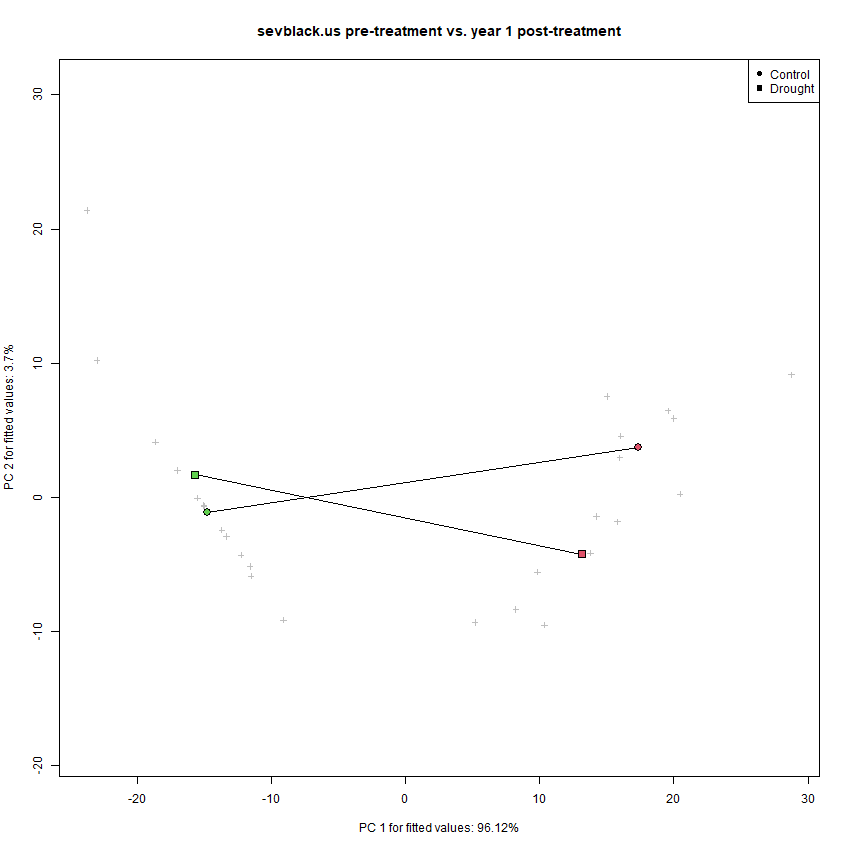 sevblack.us pre-treatment vs. year 1 post-treatment
Control
Drought
30
20
10
0
-10
-20
PC 2 for fitted values: 3.7%
-20
-10
0
10
20
30
PC 1 for fitted values: 96.12%